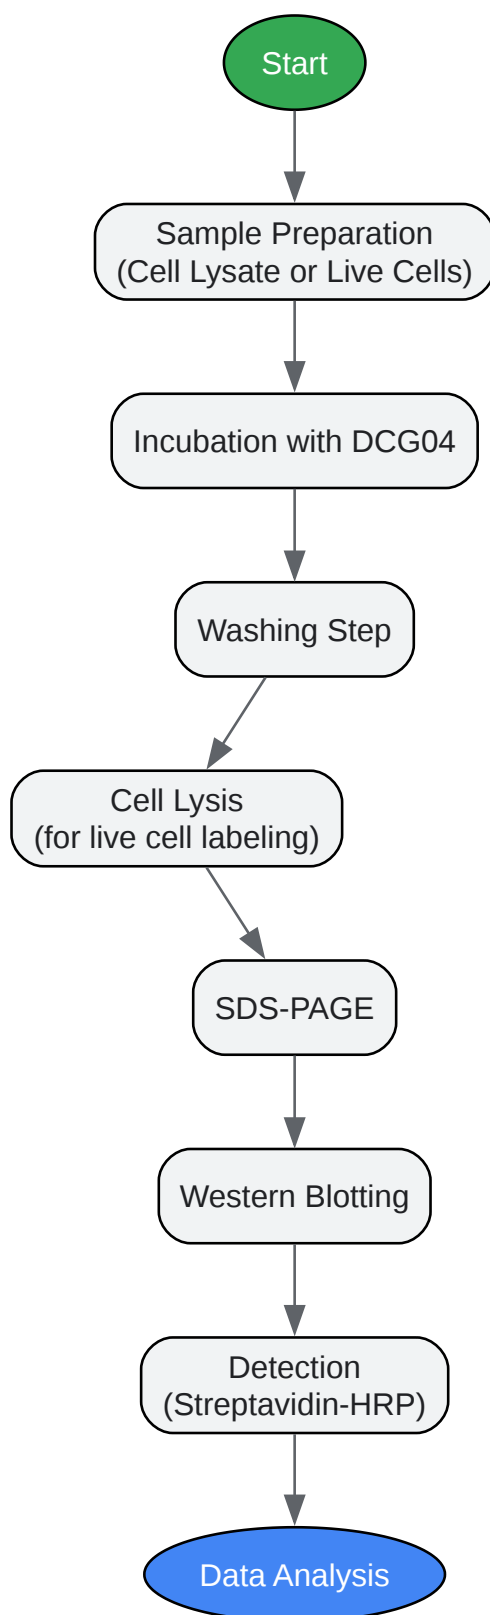 Start
Sample Preparation
(Cell Lysate or Live Cells)
Incubation with DCG04
Washing Step
Cell Lysis
(for live cell labeling)
SDS-PAGE
Western Blotting
Detection
(Streptavidin-HRP)
Data Analysis